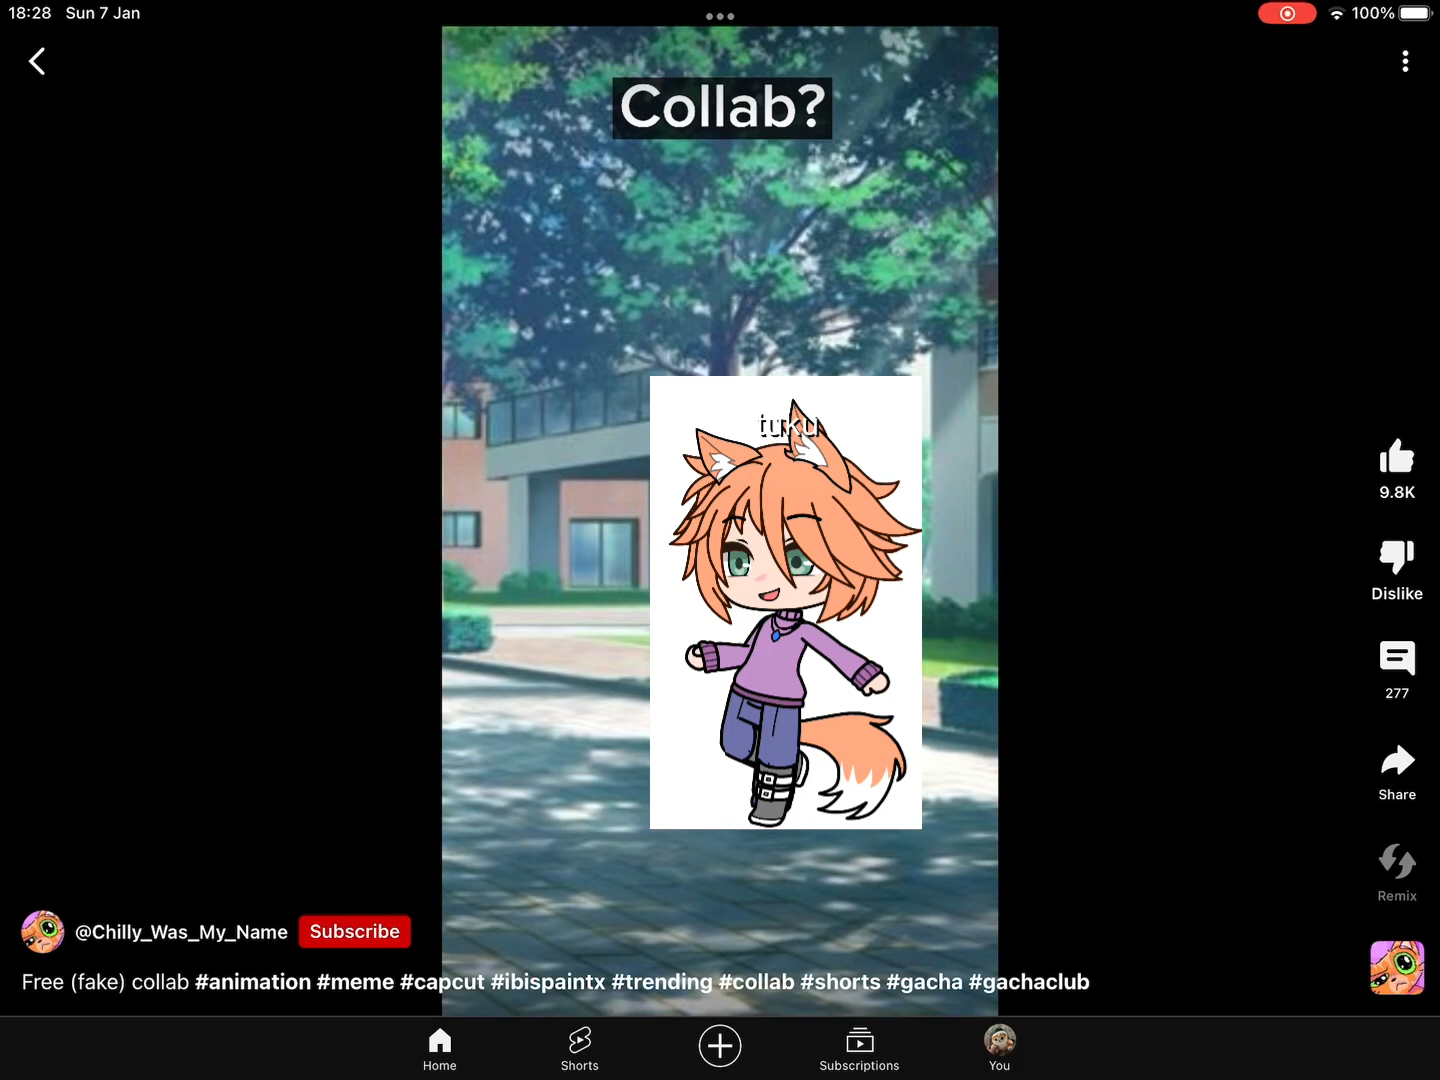 18:28 Sun 7 Jan
100%
Collab?
tuku
9.8K
Dislike
277
Share
Remix
@Chilly_Was_My_Name
Subscribe
Free (fake) collab #animation #meme #capcut #ibispaintx #trending #collab #shorts #gacha #gachaclub
Home
Shorts
Subscriptions
You